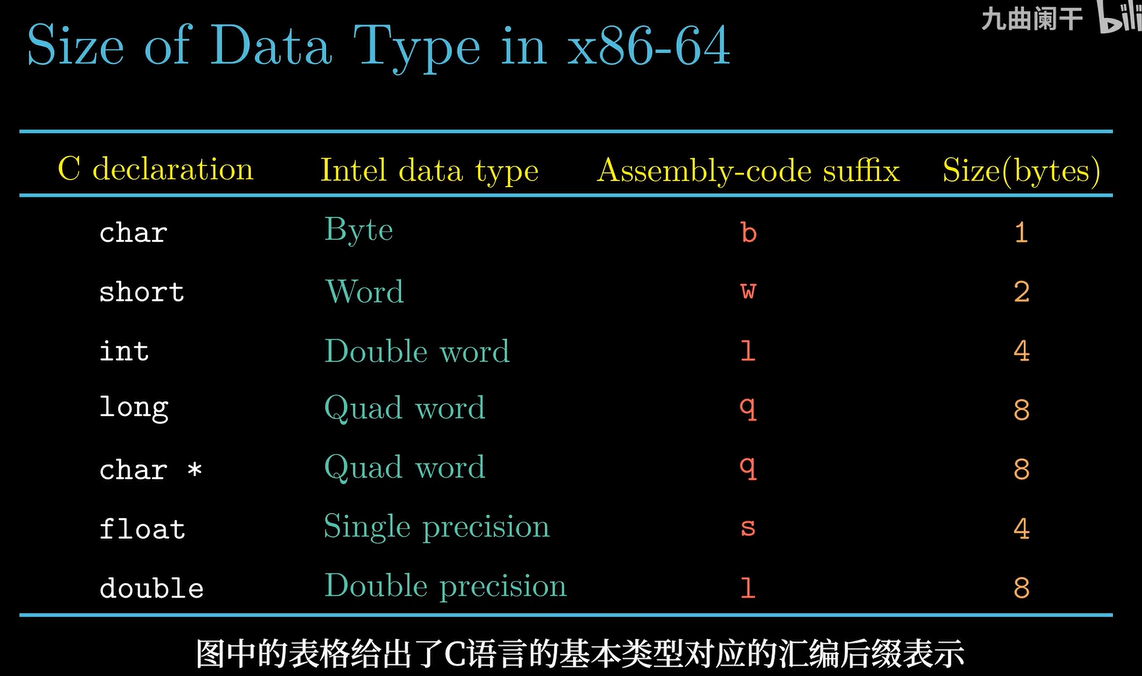 九曲阑干 bili
Size of Data Type in x86-64
C declaration Intel data type Assembly-code suffix Size(bytes)
char Byte b 1
short Word w 2
int Double word l 4
long Quad word q 8
char * Quad word q 8
float Single precision s 4
double Double precision l 8
图中的表格给出了C语言的基本类型对应的汇编后缀表示